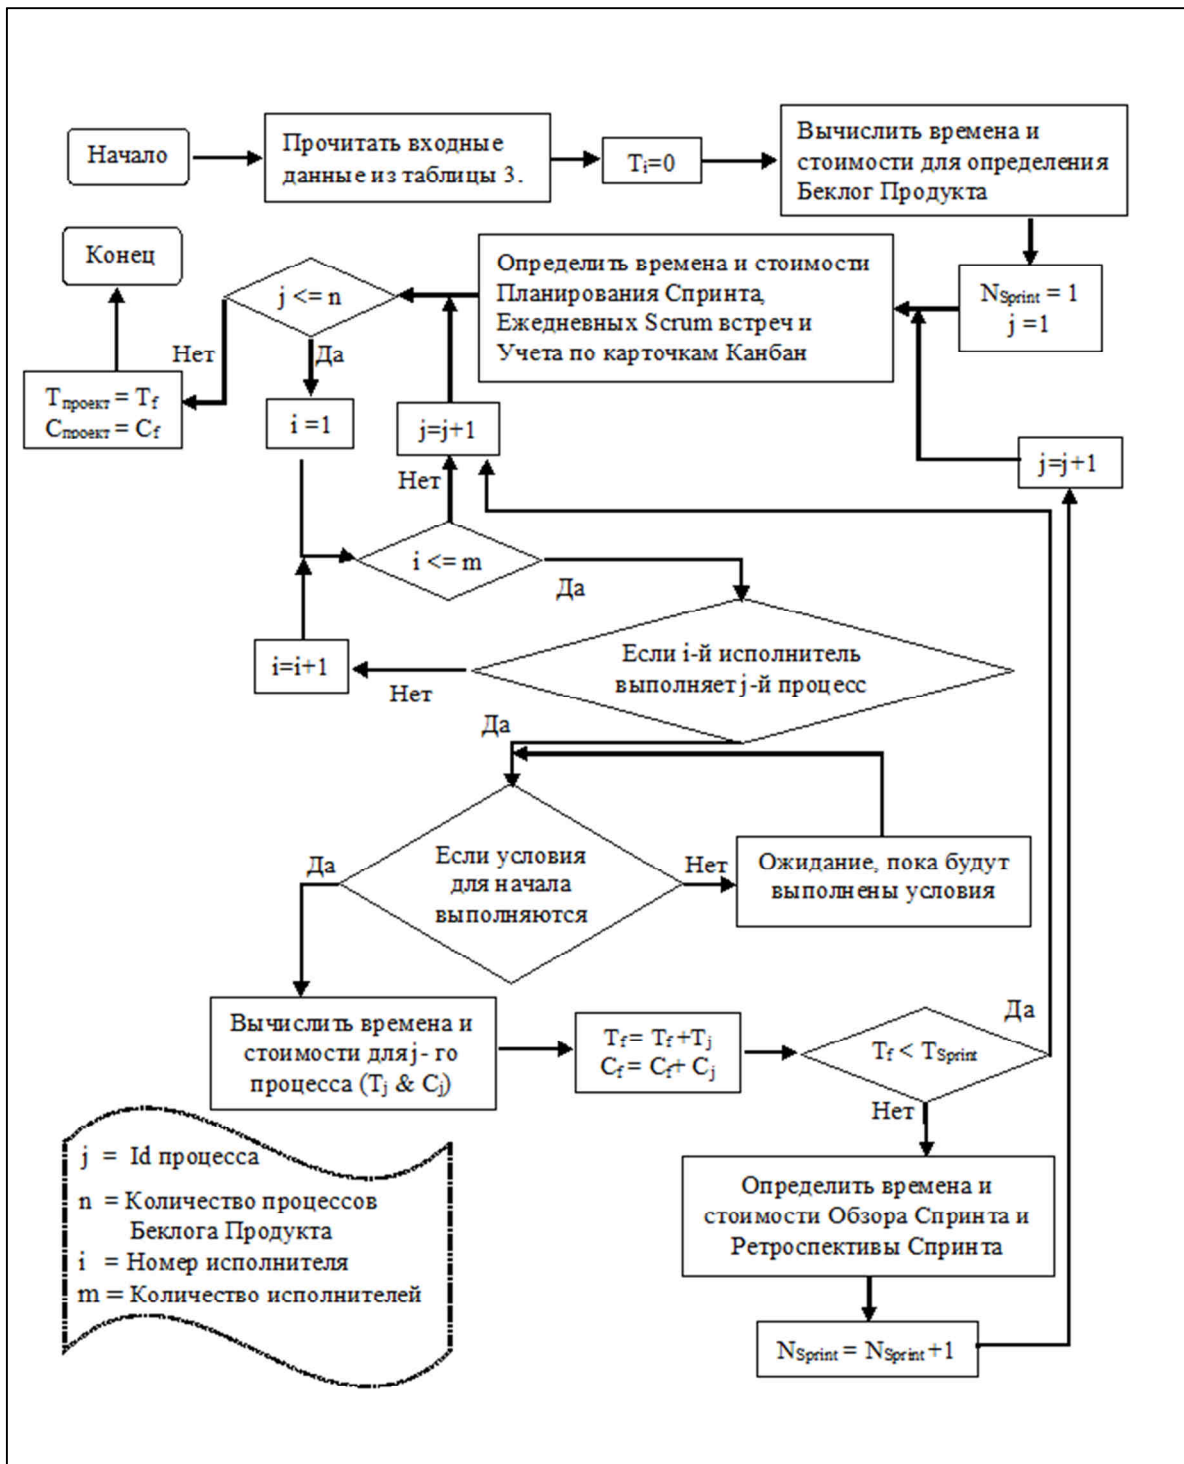 Начало
Прочитать входные
данные из таблицы 3.
Ti=0
Вычислить времена и
стоимости для определения
Беклог Продукта
Конец
j <= n
Определить времена и стоимости
Планирования Спринта,
Ежедневных Scrum встреч и
Учета по карточкам Канбан
NSprint = 1
j =1
Нет
Да
Tпроект = Tf
Cпроект = Cf
i =1
j=j+1
j=j+1
Нет
i <= m
Да
i=i+1
Нет
Если i-й исполнитель
выполняет j-й процесс
Да
Да
Если условия
для начала
выполняются
Нет
Ожидание, пока будут
выполнены условия
Вычислить времена и
стоимости для j- го
процесса (Tj & Cj)
Tf = Tf +Tj
Cf = Cf+ Cj
Tf < TSprint
Да
Нет
j = Id процесса
n = Количество процессов
Беклога Продукта
i = Номер исполнителя
m = Количество исполнителей
Определить времена и
стоимости Обзора Спринта и
Ретроспективы Спринта
NSprint = NSprint +1